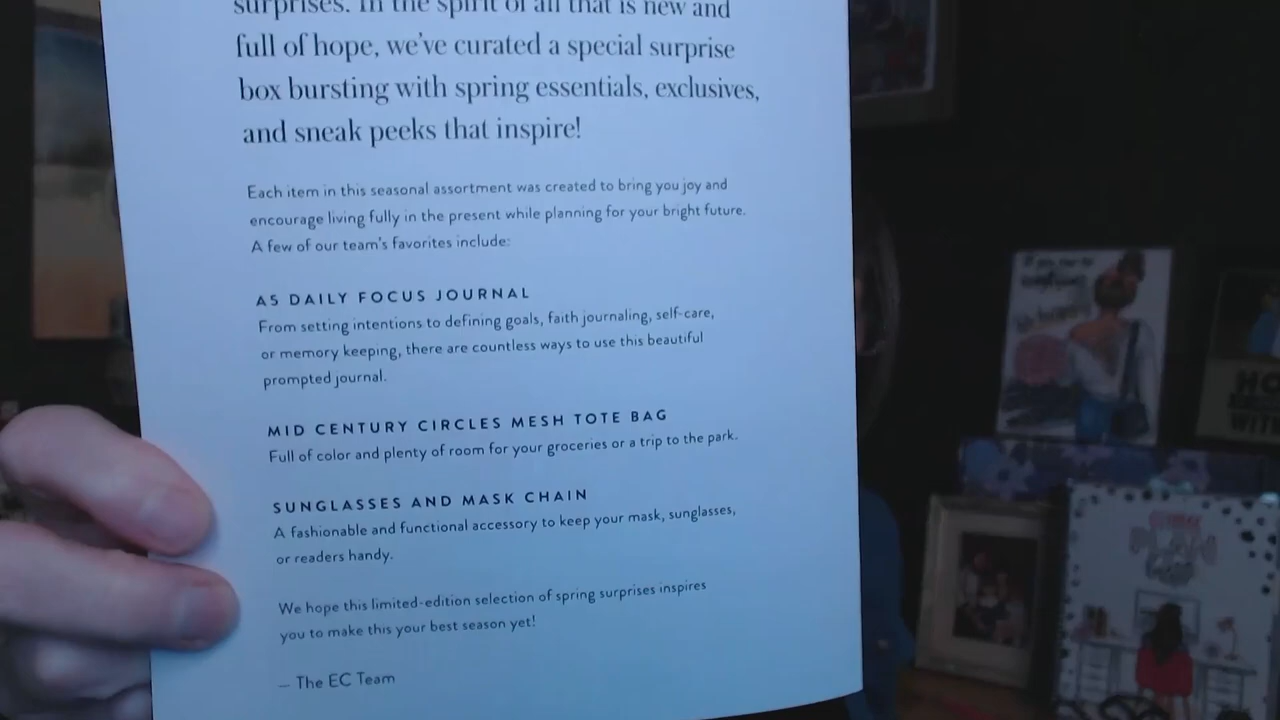 surprises. In the spirit of all that is new and
full of hope, we've curated a special surprise
box bursting with spring essentials, exclusives,
and sneak peeks that inspire!
Each item in this seasonal assortment was created to bring you joy and
encourage living fully in the present while planning for your bright future.
A few of our team's favorites include:
A5 DAILY FOCUS JOURNAL
From setting intentions to defining goals, faith journaling, self-care,
or memory keeping, there are countless ways to use this beautiful
prompted journal.
MID CENTURY CIRCLES MESH TOTE BAG
Full of color and plenty of room for your groceries or a trip to the park.
SUNGLASSES AND MASK CHAIN
A fashionable and functional accessory to keep your mask, sunglasses,
or readers handy.
We hope this limited-edition selection of spring surprises inspires
you to make this your best season yet!
– The EC Team